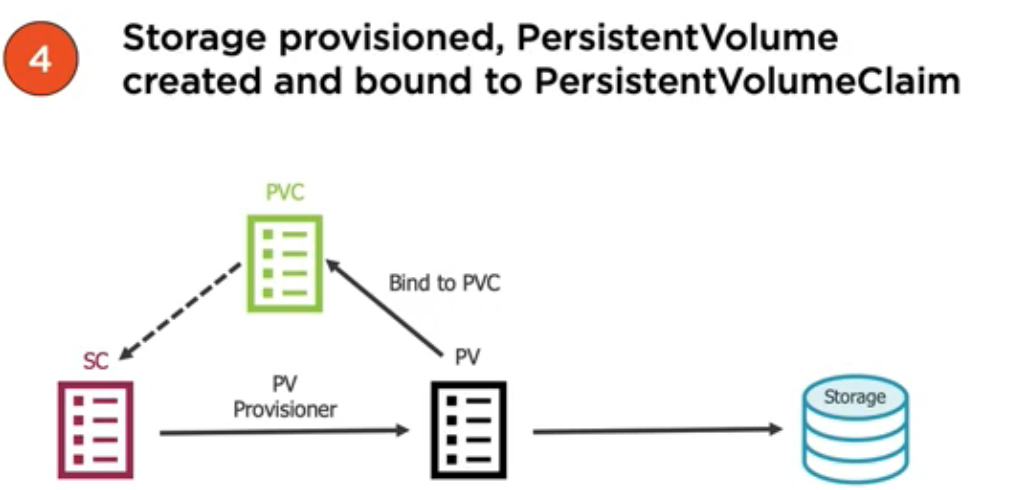 4
Storage provisioned, PersistentVolume
created and bound to PersistentVolumeClaim
PVC
Bind to PVC
SC
PV
PV
Provisioner
Storage